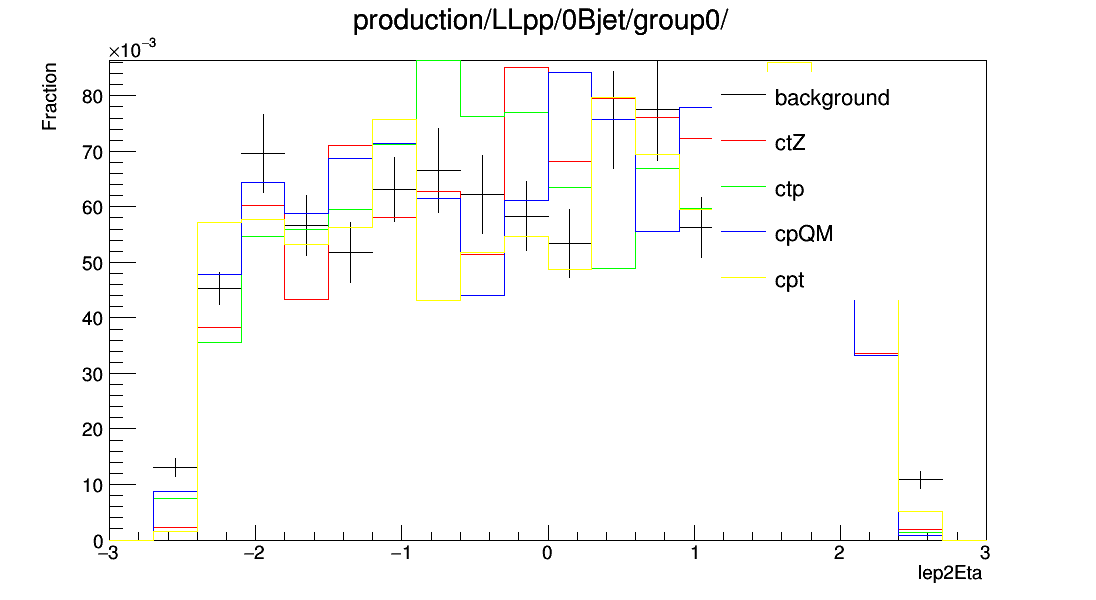 production/LLpp/0Bjet/group0/
×10⁻³
Fraction
80
70
60
50
40
30
20
10
0
background
ctZ
ctp
cpQM
cpt
−3
−2
−1
0
1
2
3
lep2Eta